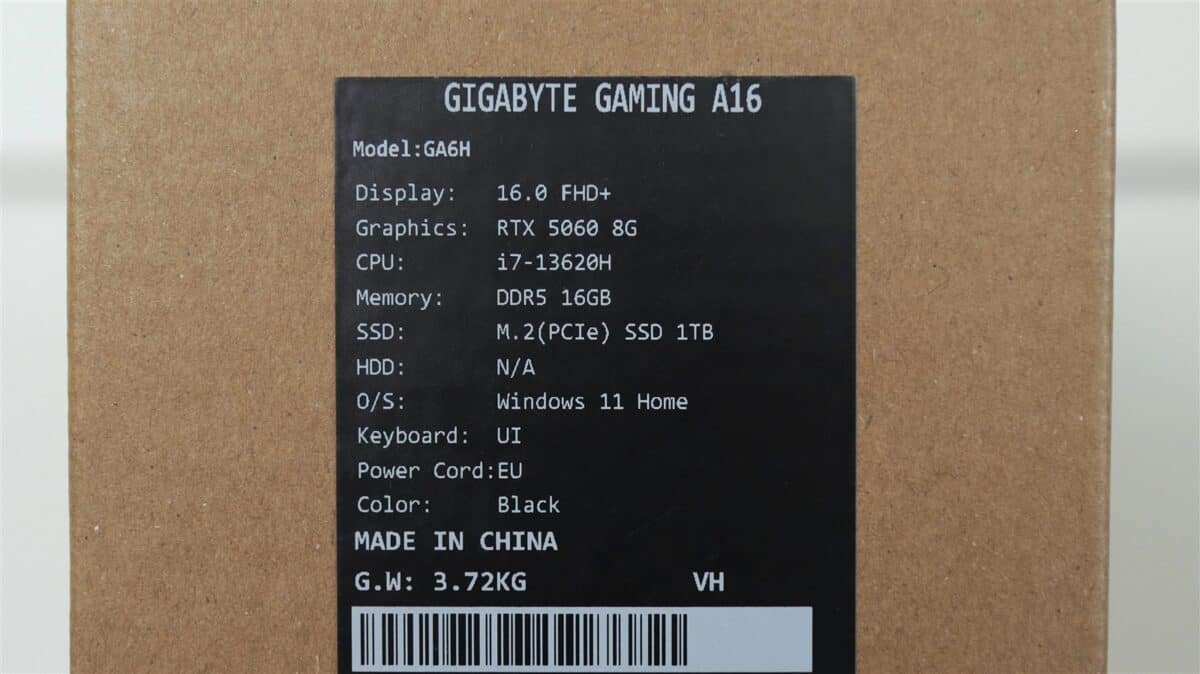 GIGABYTE GAMING A16
Model:GA6H
Display: 16.0 FHD+
Graphics: RTX 5060 8G
CPU: i7-13620H
Memory: DDR5 16GB
SSD: M.2(PCIe) SSD 1TB
HDD: N/A
O/S: Windows 11 Home
Keyboard: UI
Power Cord:EU
Color: Black
MADE IN CHINA
G.W: 3.72KG VH